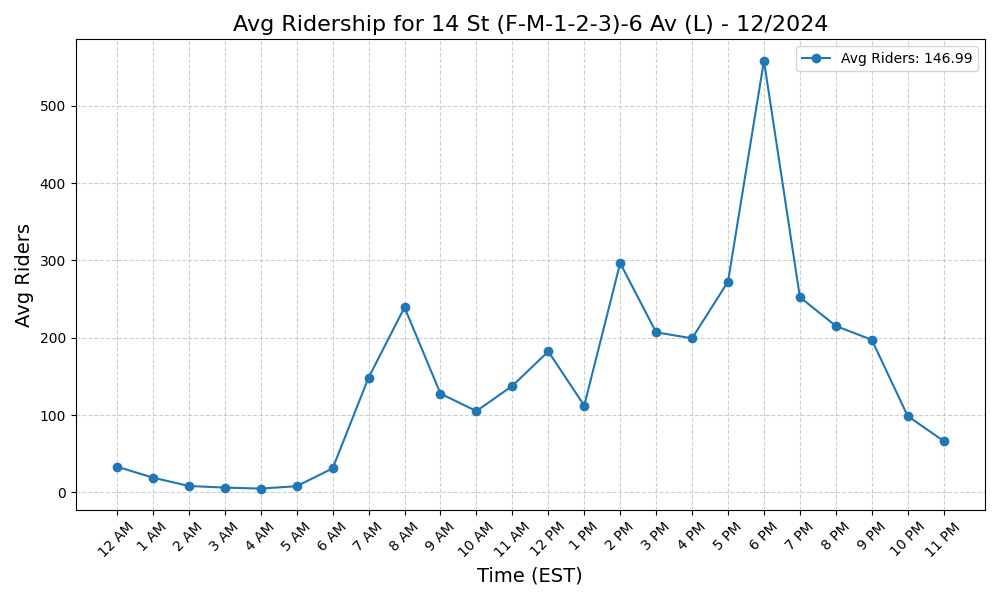 Avg Ridership for 14 St (F-M-1-2-3)-6 Av (L) - 12/2024
Avg Riders: 146.99
Avg Riders
500
400
300
200
100
0
12 AM
1 AM
2 AM
3 AM
4 AM
5 AM
6 AM
7 AM
8 AM
9 AM
10 AM
11 AM
12 PM
1 PM
2 PM
3 PM
4 PM
5 PM
6 PM
7 PM
8 PM
9 PM
10 PM
11 PM
Time (EST)